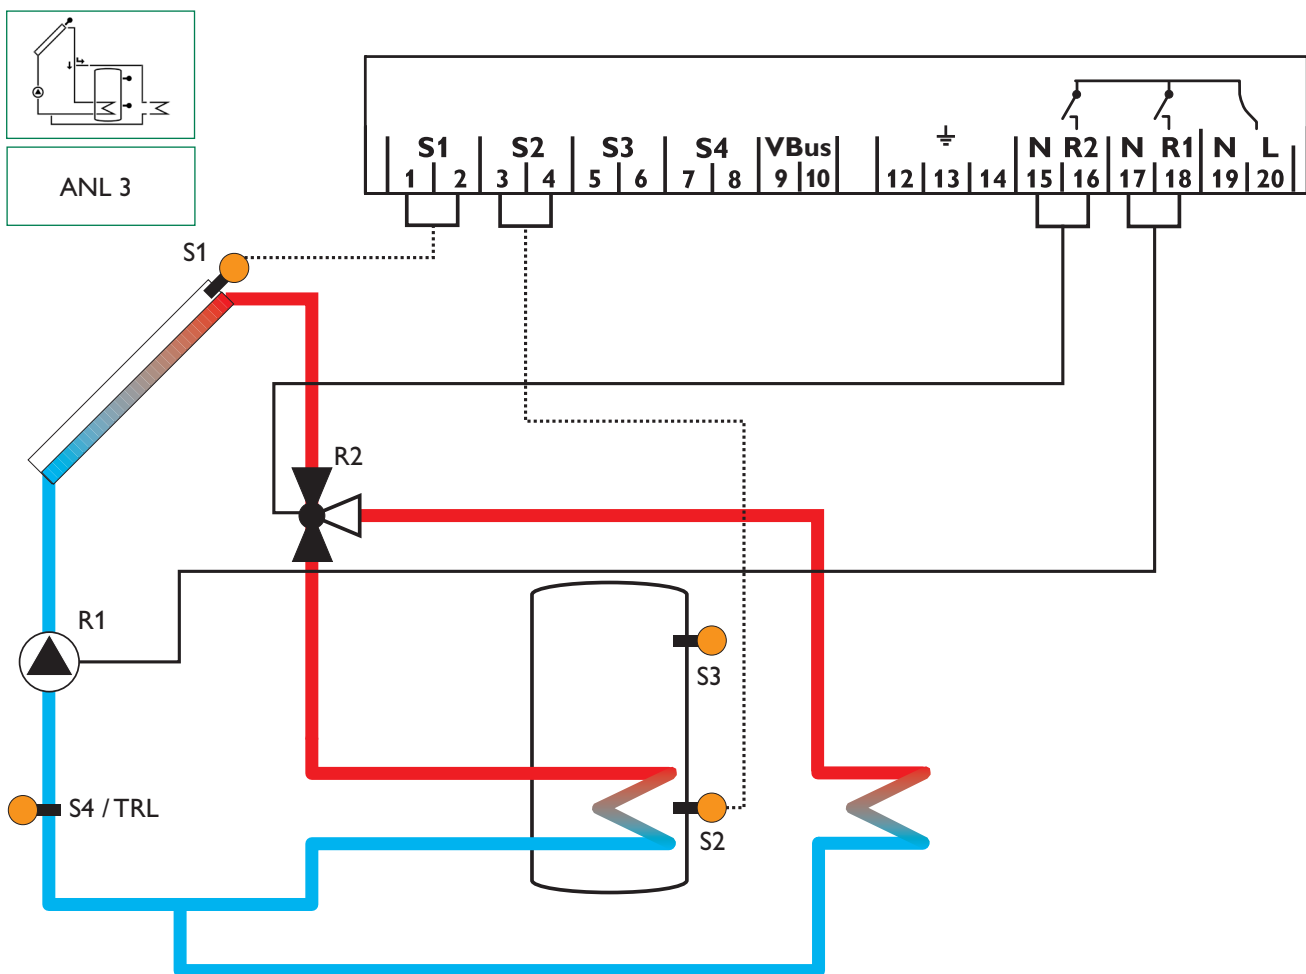 ANL 3
S1 S2 S3 S4 VBus N R2 N R1 N L
1 2 3 4 5 6 7 8 9 10 12 13 14 15 16 17 18 19 20
S1
R2
R1
S3
S4 / TRL
S2